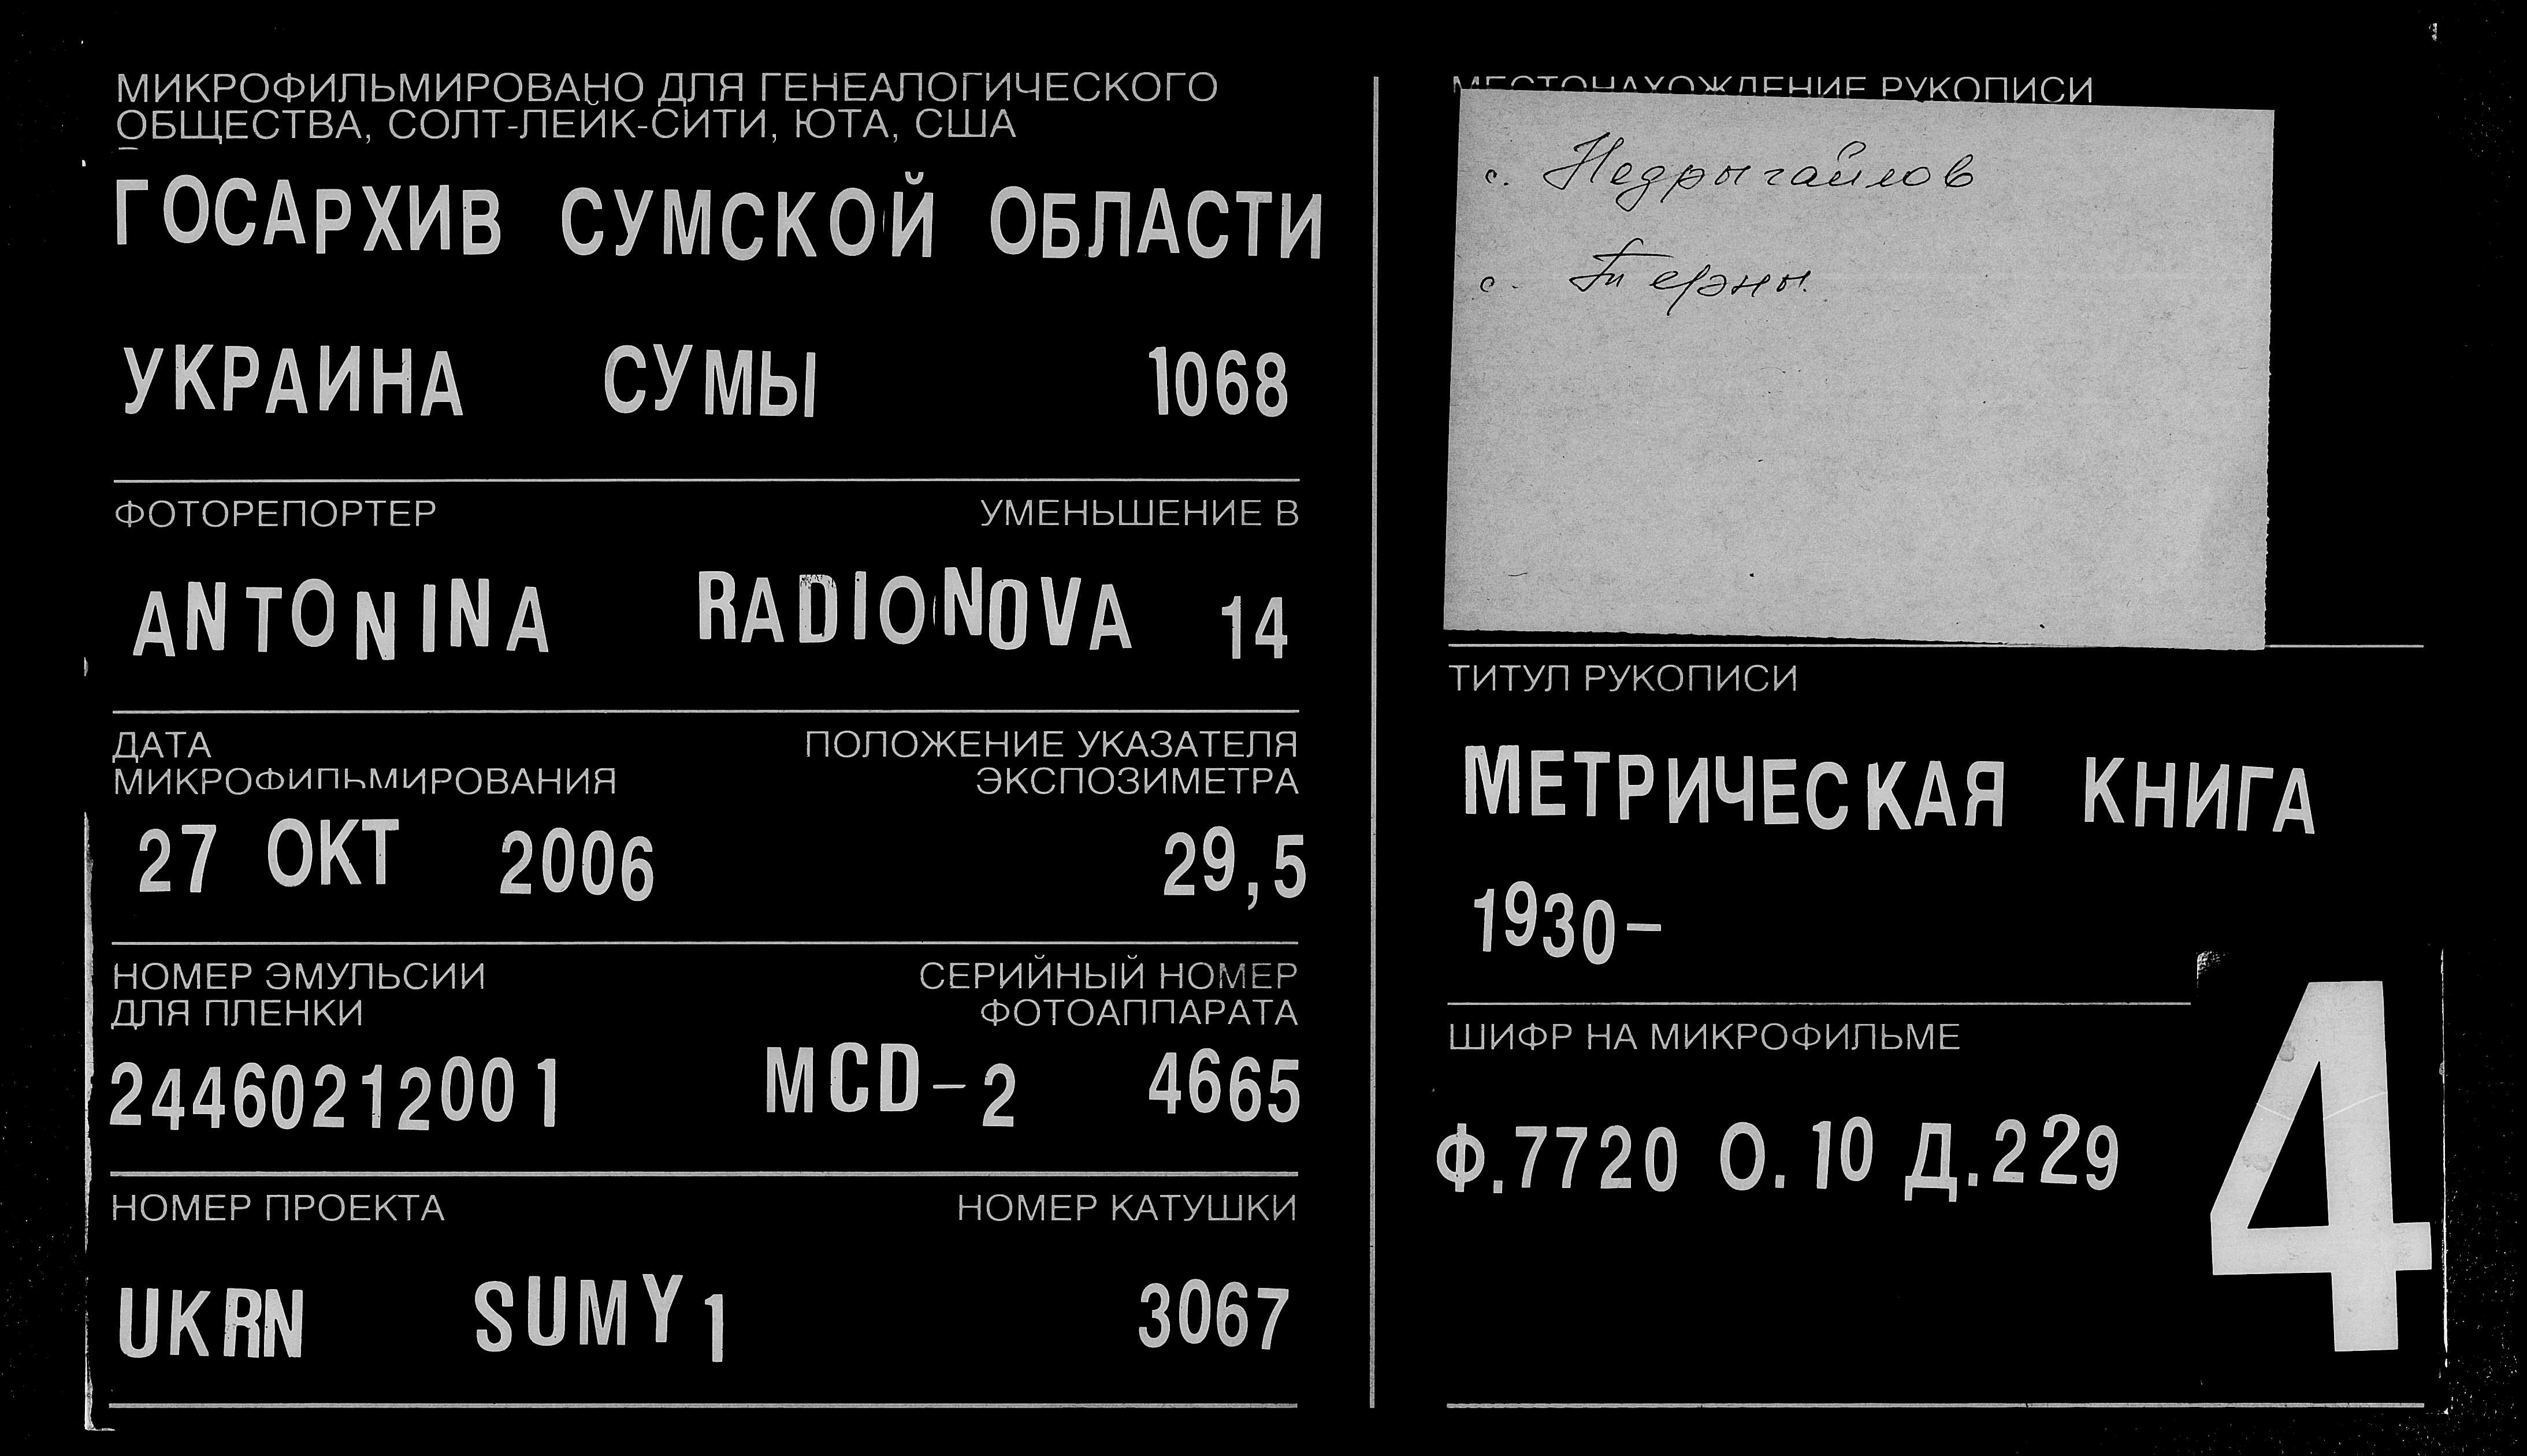 МИКРОФИЛЬМИРОВАНО ДЛЯ ГЕНЕАЛОГИЧЕСКОГО
ОБЩЕСТВА, СОЛТ-ЛЕЙК-СИТИ, ЮТА, США
ГОСАРХИВ СУМСКОЙ ОБЛАСТИ
УКРАИНА СУМЫ 1068
ФОТОРЕПОРТЕР УМЕНЬШЕНИЕ В
ANTONINA RADIONOVA 14
ДАТА
МИКРОФИЛЬМИРОВАНИЯ
ПОЛОЖЕНИЕ УКАЗАТЕЛЯ
ЭКСПОЗИМЕТРА
27 ОКТ 2006 29,5
НОМЕР ЭМУЛЬСИИ
ДЛЯ ПЛЕНКИ
СЕРИЙНЫЙ НОМЕР
ФОТОАППАРАТА
24460212001 MCD-2 4665
НОМЕР ПРОЕКТА НОМЕР КАТУШКИ
UKRN SUMY1 3067
МЕСТОНАХОЖДЕНИЕ РУКОПИСИ
с. Недрыгайлов
с. Терны
ТИТУЛ РУКОПИСИ
МЕТРИЧЕСКАЯ КНИГА
1930-
ШИФР НА МИКРОФИЛЬМЕ
Ф.7720 О.10 Д.229
4